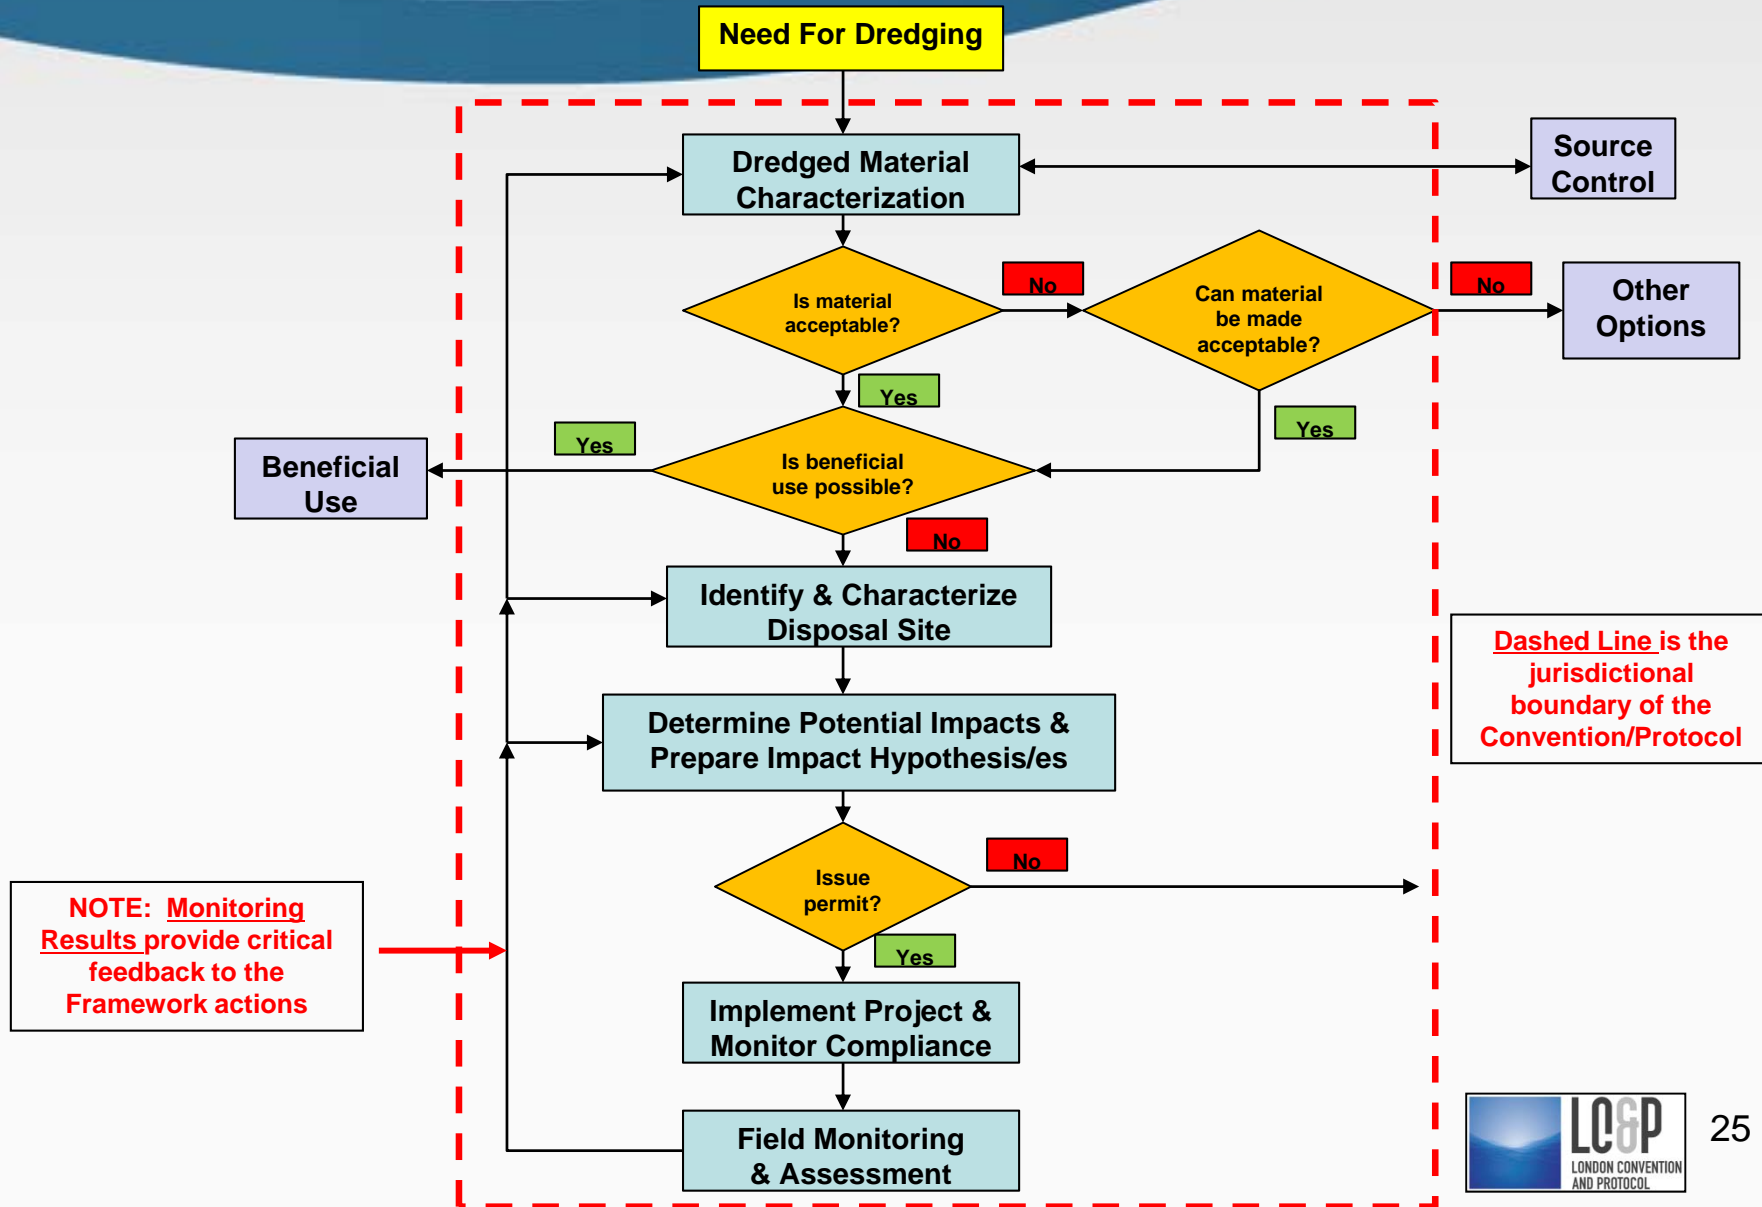 Need For Dredging
Dredged Material
Characterization
Source
Control
Is material
acceptable?
No
Can material
be made
acceptable?
No
Other
Options
Yes
Yes
Beneficial
Use
Yes
Is beneficial
use possible?
No
Identify & Characterize
Disposal Site
Dashed Line is the
jurisdictional
boundary of the
Convention/Protocol
Determine Potential Impacts &
Prepare Impact Hypothesis/es
No
Issue
permit?
NOTE: Monitoring
Results provide critical
feedback to the
Framework actions
Yes
Implement Project &
Monitor Compliance
Field Monitoring
& Assessment
LC&P
LONDON CONVENTION
AND PROTOCOL
25